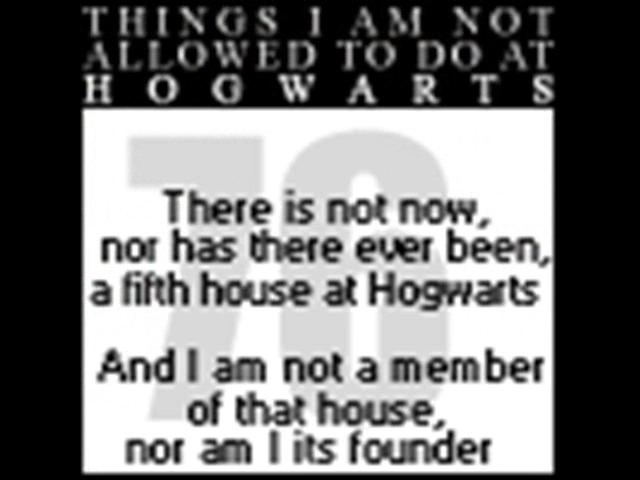 THINGS I AM NOT
ALLOWED TO DO AT
HOGWARTS
76
There is not now,
nor has there ever been,
a fifth house at Hogwarts
And I am not a member
of that house,
nor am I its founder